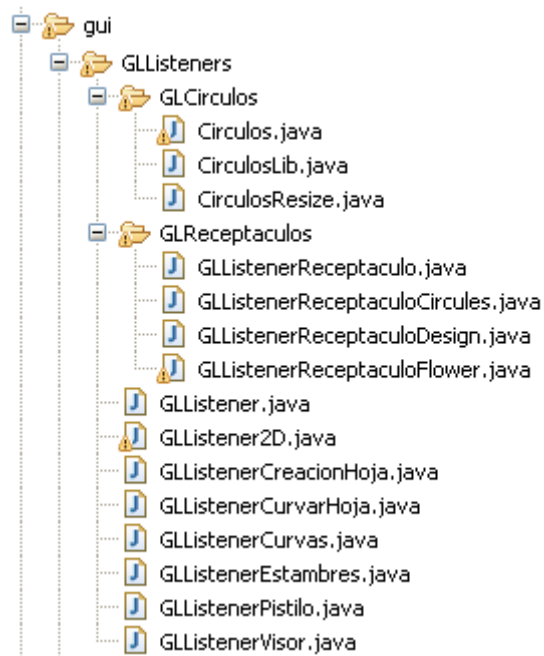 gui
GLListeners
GLCirculos
Circulos.java
CirculosLib.java
CirculosResize.java
GLReceptaculos
GLListenerReceptaculo.java
GLListenerReceptaculoCircules.java
GLListenerReceptaculoDesign.java
GLListenerReceptaculoFlower.java
GLListener.java
GLListener2D.java
GLListenerCreacionHoja.java
GLListenerCurvarHoja.java
GLListenerCurvas.java
GLListenerEstambres.java
GLListenerPistilo.java
GLListenerVisor.java